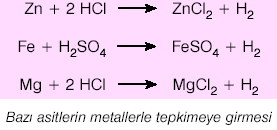 Zn + 2 HCl ⟶ ZnCl₂ + H₂
Fe + H₂SO₄ ⟶ FeSO₄ + H₂
Mg + 2 HCl ⟶ MgCl₂ + H₂
Bazı asitlerin metallerle tepkimeye girmesi